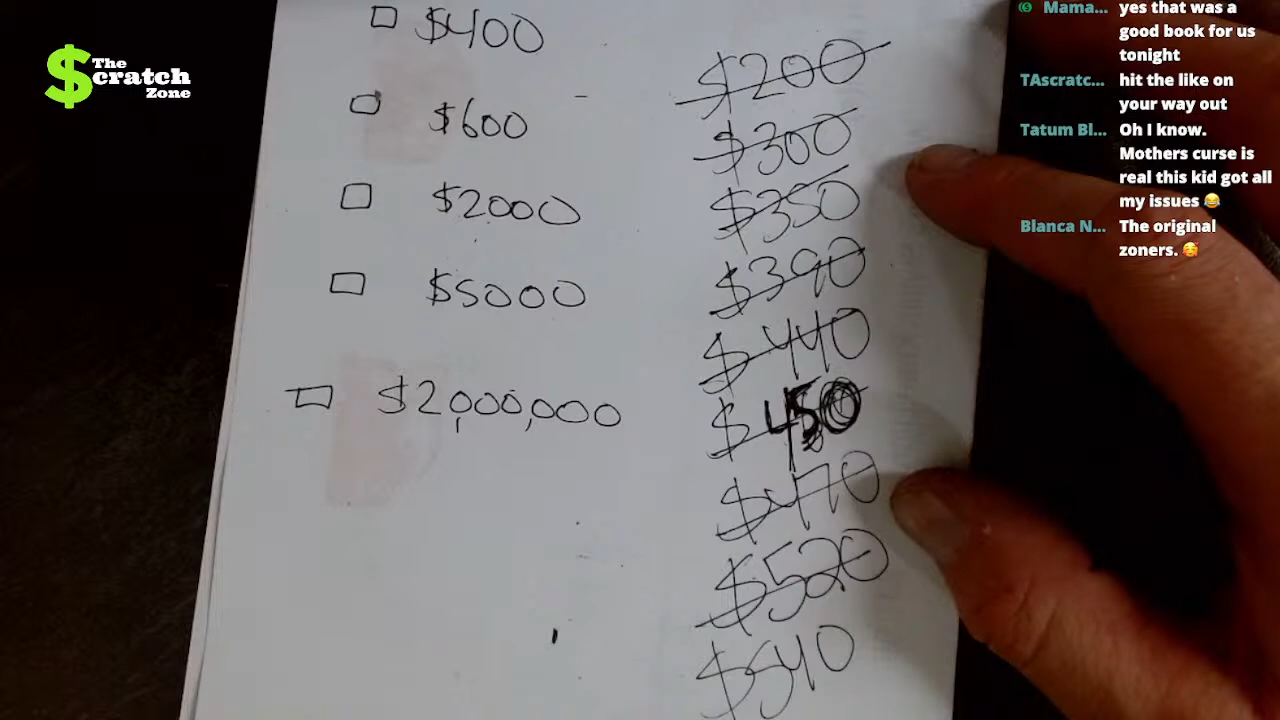 The
$cratch
Zone
$400
$600
$2000
$5000
$2,000,000
$200
$300
$350
$390
$440
$450
$470
$520
$540
Mama... yes that was a
good book for us
tonight
TAscratc... hit the like on
your way out
Tatum Bl... Oh I know.
Mothers curse is
real this kid got all
my issues 😂
Blanca N... The original
zoners. 🥰